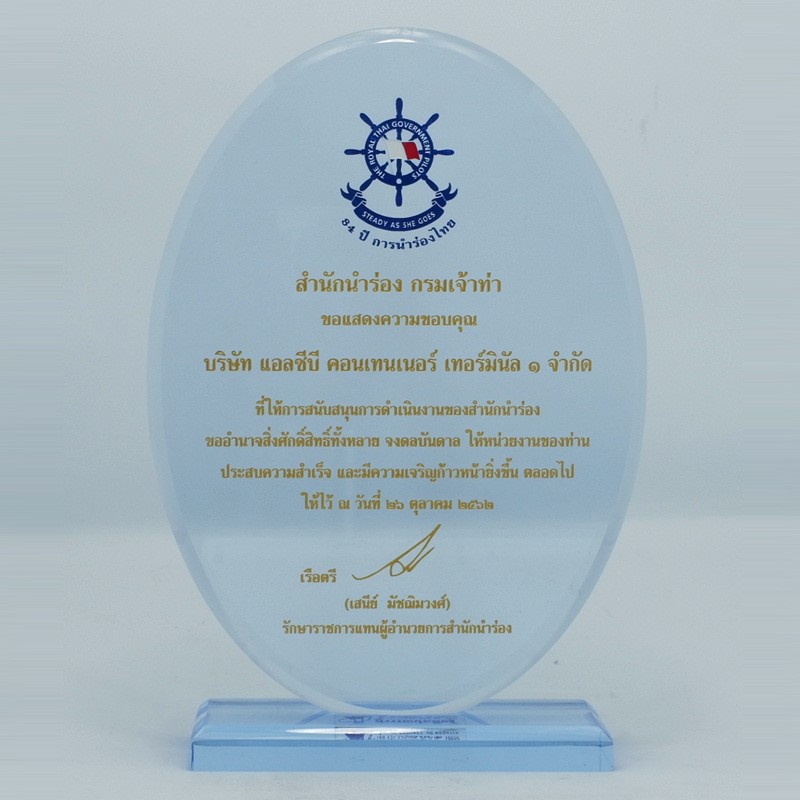 THE ROYAL THAI GOVERNMENT PILOTS
STEADY AS SHE GOES
84 ปี การนำร่องไทย
สำนักนำร่อง กรมเจ้าท่า
ขอแสดงความขอบคุณ
บริษัท แอลซีบี คอนเทนเนอร์ เทอร์มินัล ๑ จำกัด
ที่ให้การสนับสนุนการดำเนินงานของสำนักนำร่อง
ขออำนาจสิ่งศักดิ์สิทธิ์ทั้งหลาย จงดลบันดาล ให้หน่วยงานของท่าน
ประสบความสำเร็จ และมีความเจริญก้าวหน้ายิ่งขึ้น ตลอดไป
ให้ไว้ ณ วันที่ ๒๖ ตุลาคม ๒๕๖๒
เรือตรี
(เสนีย์ มัชฌิมวงศ์)
รักษาราชการแทนผู้อำนวยการสำนักนำร่อง